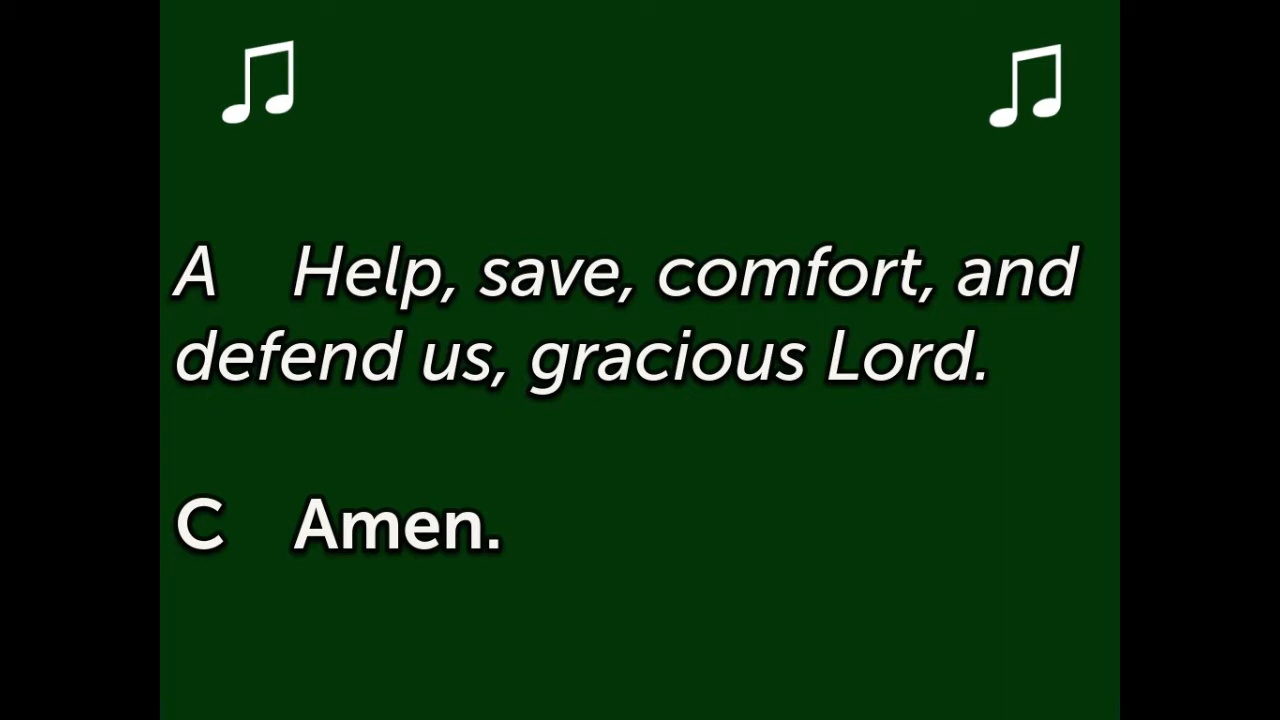 A Help, save, comfort, and
defend us, gracious Lord.
C Amen.